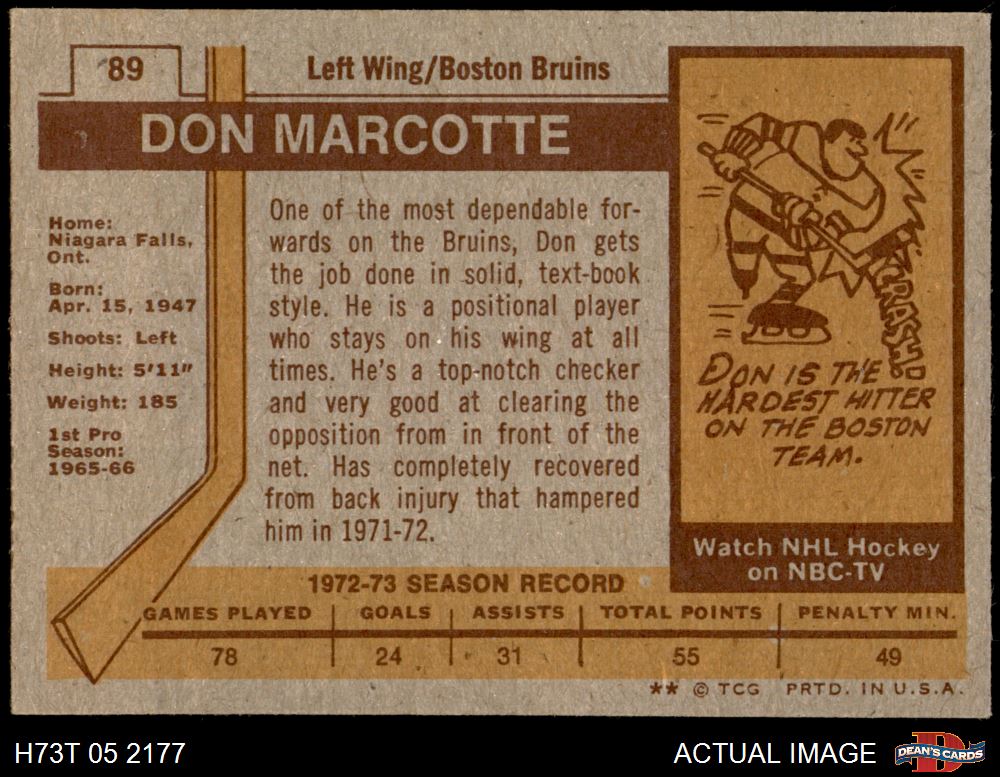 89
Left Wing/Boston Bruins
DON MARCOTTE
Home:
Niagara Falls,
Ont.
Born:
Apr. 15, 1947
Shoots: Left
Height: 5'11"
Weight: 185
1st Pro
Season:
1965-66
One of the most dependable for-
wards on the Bruins, Don gets
the job done in solid, text-book
style. He is a positional player
who stays on his wing at all
times. He's a top-notch checker
and very good at clearing the
opposition from in front of the
net. Has completely recovered
from back injury that hampered
him in 1971-72.
CRASH!
DON IS THE
HARDEST HITTER
ON THE BOSTON
TEAM.
Watch NHL Hockey
on NBC-TV
1972-73 SEASON RECORD
GAMES PLAYED GOALS ASSISTS TOTAL POINTS PENALTY MIN.
78 24 31 55 49
** © TCG PRTD. IN U.S.A.
H73T 05 2177
ACTUAL IMAGE
DEAN'S CARDS